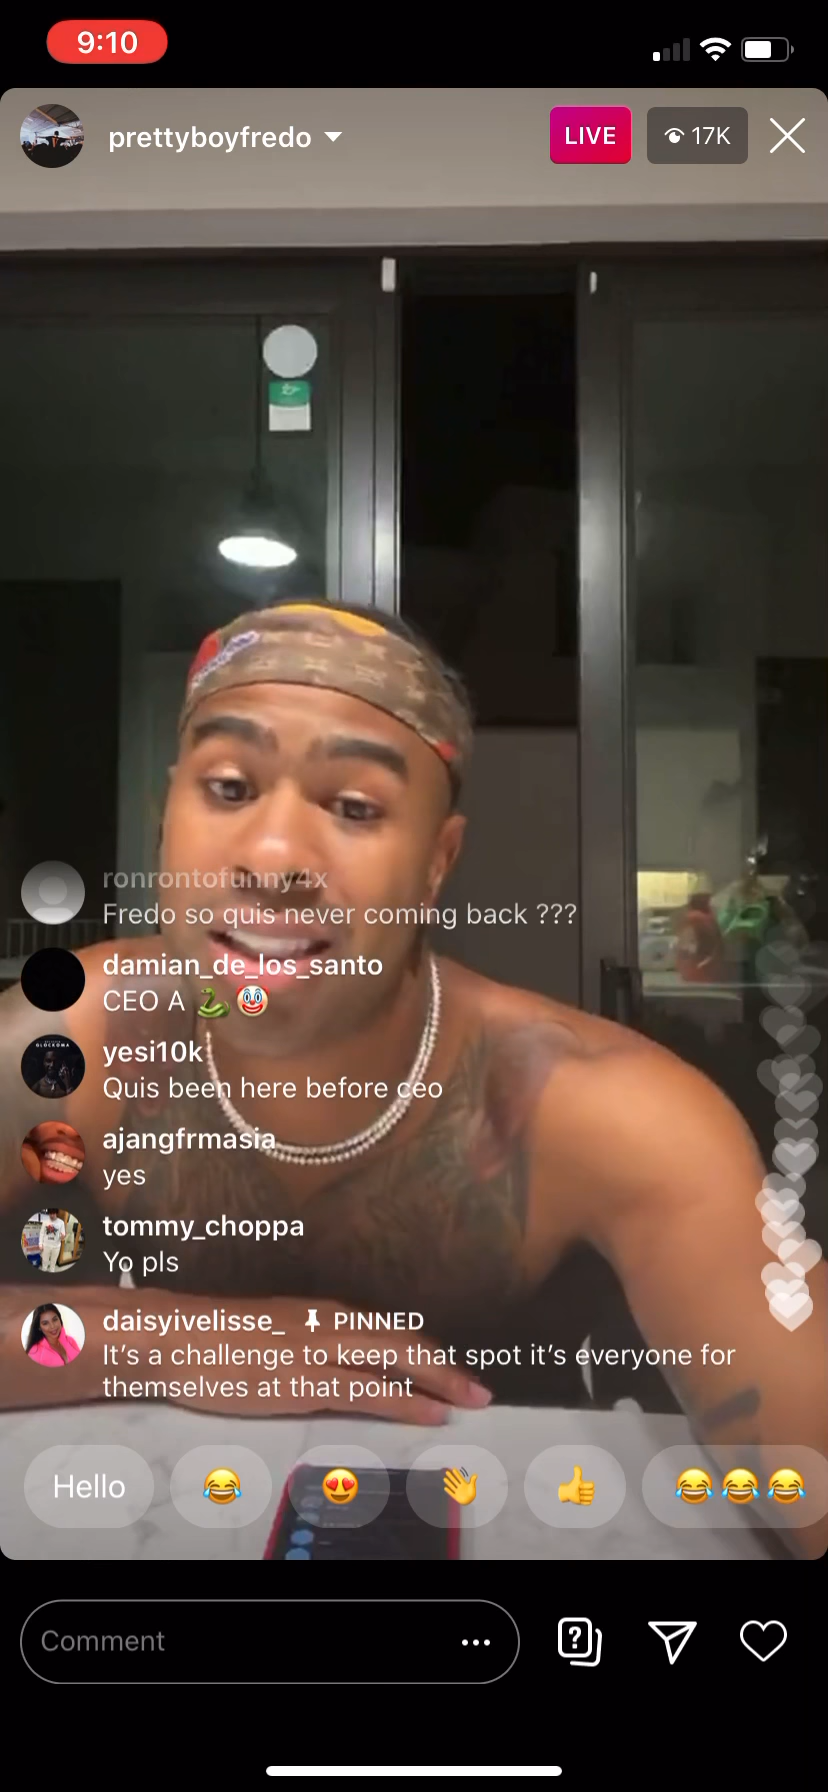 9:10
prettyboyfredo
LIVE
17K
ronrontofunny4x
Fredo so quis never coming back ???
damian_de_los_santo
CEO A 🐍🤡
yesi10k
Quis been here before ceo
ajangfrmasia
yes
tommy_choppa
Yo pls
daisyivelisse_ PINNED
It’s a challenge to keep that spot it’s everyone for
themselves at that point
Hello 😂 😍 👋 👍 😂😂😂
Comment